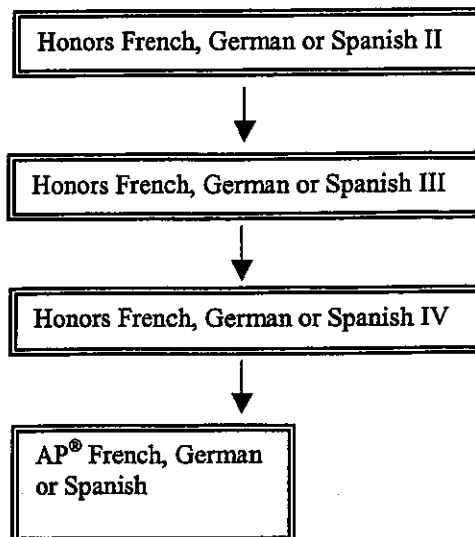 Honors French, German or Spanish II
Honors French, German or Spanish III
Honors French, German or Spanish IV
AP® French, German
or Spanish